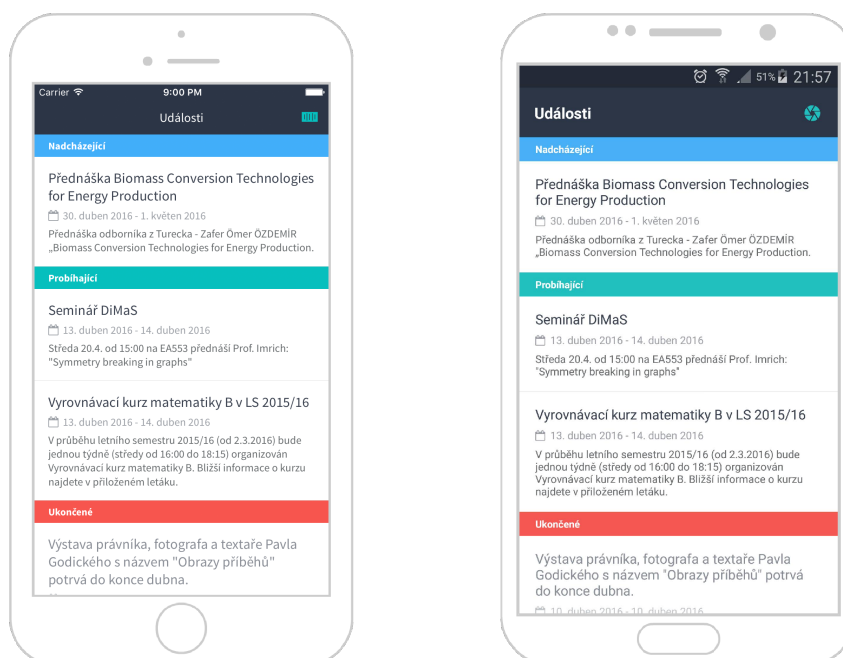 Carrier
9:00 PM
Události
Nadcházející
Přednáška Biomass Conversion Technologies
for Energy Production
30. duben 2016 - 1. květen 2016
Přednáška odborníka z Turecka - Zafer Ömer ÖZDEMİR
„Biomass Conversion Technologies for Energy Production.
Probíhající
Seminář DiMaS
13. duben 2016 - 14. duben 2016
Středa 20.4. od 15:00 na EA553 přednáší Prof. Imrich:
"Symmetry breaking in graphs"
Vyrovnávací kurz matematiky B v LS 2015/16
13. duben 2016 - 14. duben 2016
V průběhu letního semestru 2015/16 (od 2.3.2016) bude
jednou týdně (středy od 16:00 do 18:15) organizován
Vyrovnávací kurz matematiky B. Bližší informace o kurzu
najdete v přiloženém letáku.
Ukončené
Výstava právníka, fotografa a textaře Pavla
Godického s názvem "Obrazy příběhů"
potrvá do konce dubna.
51%
21:57
Události
Nadcházející
Přednáška Biomass Conversion Technologies
for Energy Production
30. duben 2016 - 1. květen 2016
Přednáška odborníka z Turecka - Zafer Ömer ÖZDEMİR
„Biomass Conversion Technologies for Energy Production.
Probíhající
Seminář DiMaS
13. duben 2016 - 14. duben 2016
Středa 20.4. od 15:00 na EA553 přednáší Prof. Imrich:
"Symmetry breaking in graphs"
Vyrovnávací kurz matematiky B v LS 2015/16
13. duben 2016 - 14. duben 2016
V průběhu letního semestru 2015/16 (od 2.3.2016) bude
jednou týdně (středy od 16:00 do 18:15) organizován
Vyrovnávací kurz matematiky B. Bližší informace o kurzu
najdete v přiloženém letáku.
Ukončené
Výstava právníka, fotografa a textaře Pavla
Godického s názvem "Obrazy příběhů" potrvá
do konce dubna.
10. duben 2016 - 10. duben 2016